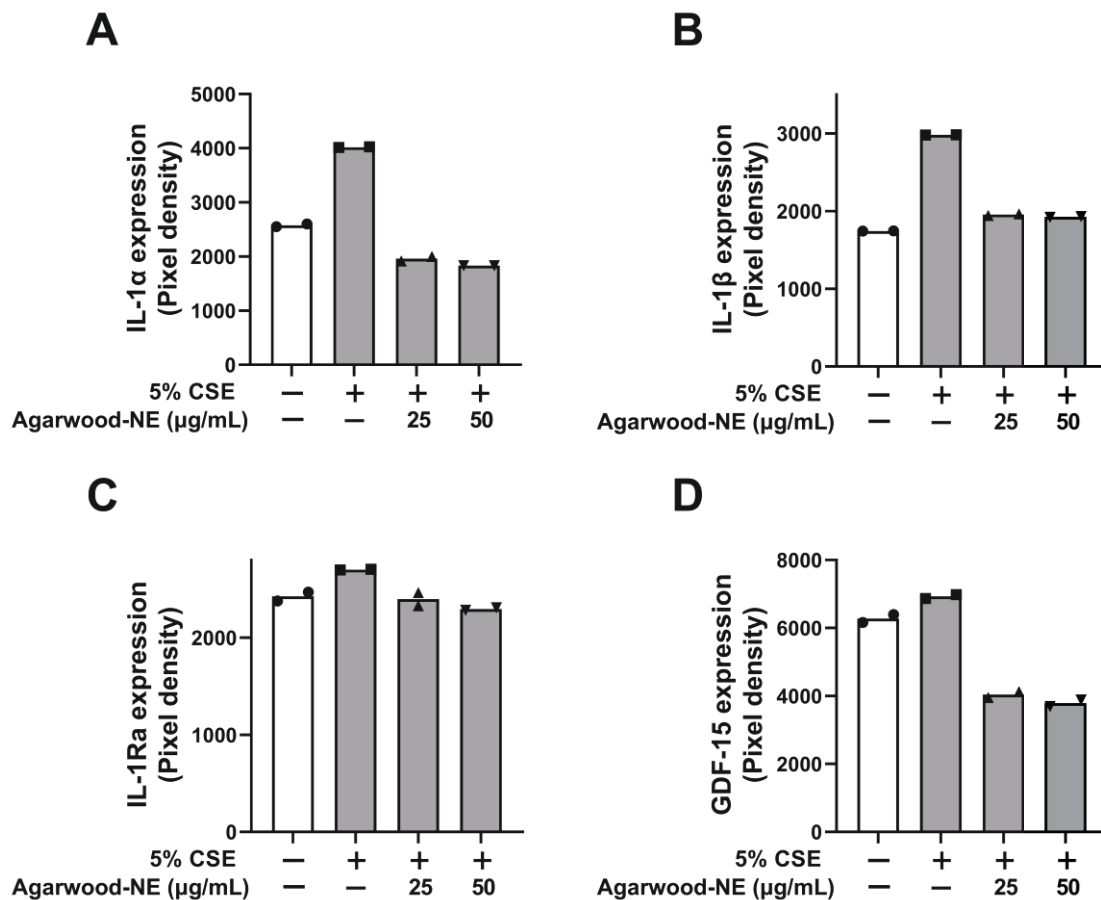 A
IL-1α expression
(Pixel density)
5000
4000
3000
2000
1000
0
5% CSE − + + +
Agarwood-NE (μg/mL) − − 25 50
B
IL-1β expression
(Pixel density)
3000
2000
1000
0
5% CSE − + + +
Agarwood-NE (μg/mL) − − 25 50
C
IL-1Ra expression
(Pixel density)
2000
1000
0
5% CSE − + + +
Agarwood-NE (μg/mL) − − 25 50
D
GDF-15 expression
(Pixel density)
8000
6000
4000
2000
0
5% CSE − + + +
Agarwood-NE (μg/mL) − − 25 50